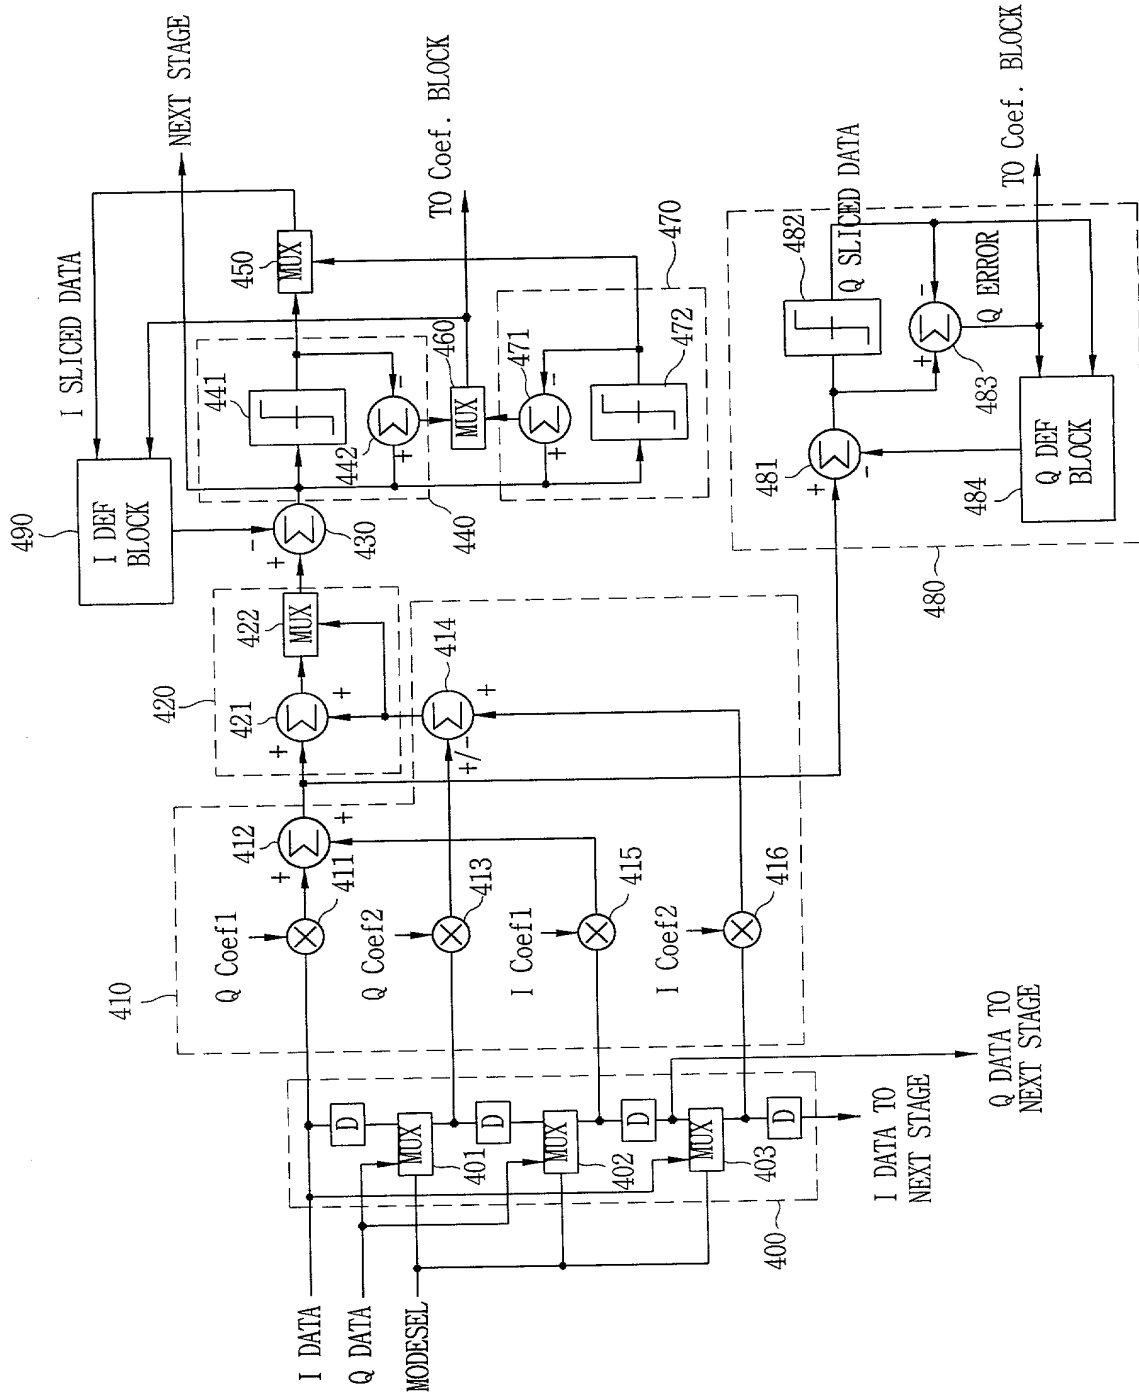 I DATA
Q DATA
MODESEL
400
D
D
D
D
MUX
401
MUX
402
MUX
403
I DATA TO
NEXT STAGE
Q DATA TO
NEXT STAGE
410
Q Coef1
411
+
Σ
412
+
Q Coef2
413
I Coef1
415
I Coef2
416
420
+
Σ
421
+
MUX
422
+/-
Σ
414
+
490
I DEF
BLOCK
I SLICED DATA
-
+
Σ
430
440
441
-
Σ
+
442
MUX
450
MUX
460
470
471
Σ
-
+
472
NEXT STAGE
TO Coef. BLOCK
480
+
Σ
481
-
482
Q SLICED DATA
-
+
Σ
483
Q ERROR
484
Q DEF
BLOCK
TO Coef. BLOCK